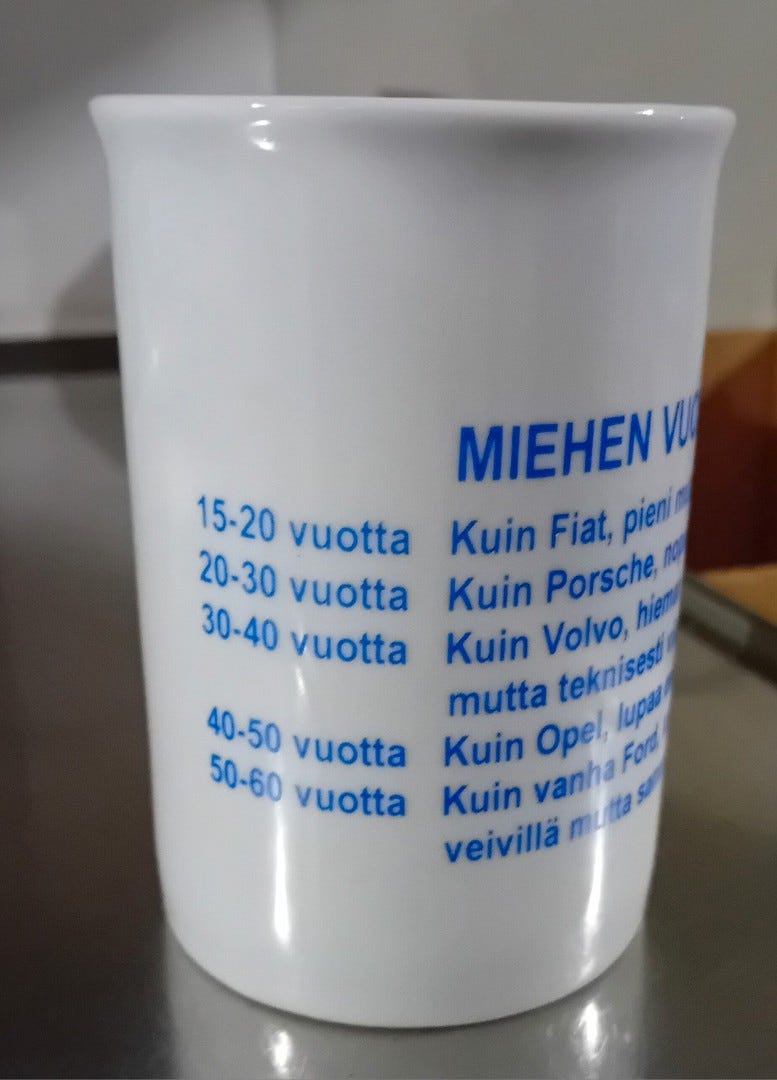 MIEHEN
15-20 vuotta Kuin Fiat, pieni
20-30 vuotta Kuin Porsche,
30-40 vuotta Kuin Volvo,
mutta teknisesti
40-50 vuotta Kuin Opel, lupaa
50-60 vuotta Kuin vanha Ford,
veivillä mutta